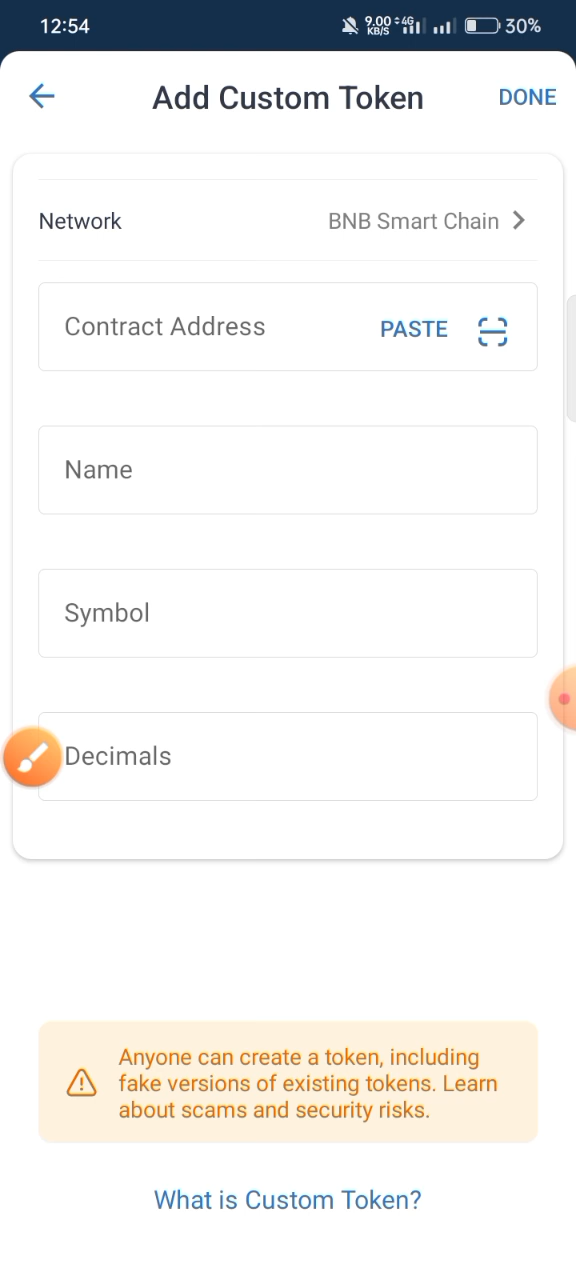 12:54
9.00 KB/S 4G 30%
Add Custom Token
DONE
Network
BNB Smart Chain
Contract Address
PASTE
Name
Symbol
Decimals
Anyone can create a token, including
fake versions of existing tokens. Learn
about scams and security risks.
What is Custom Token?